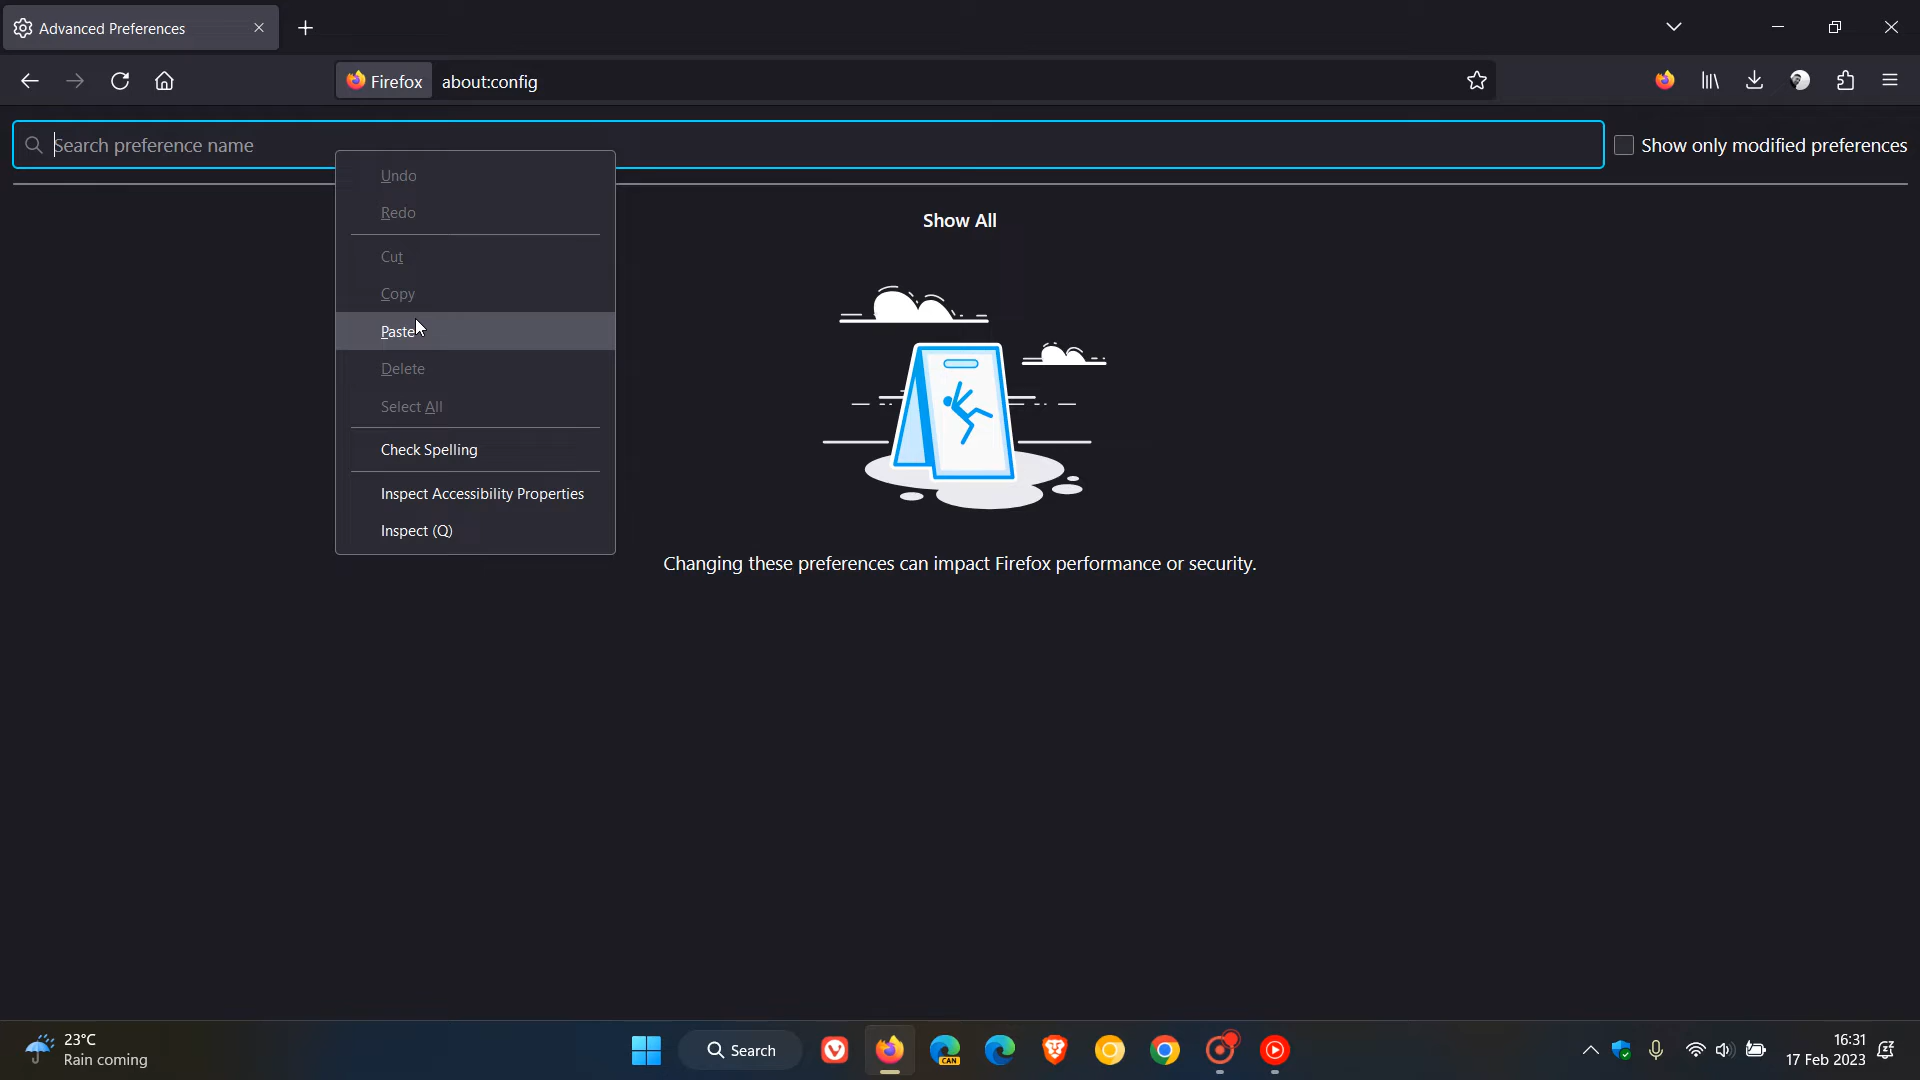 Advanced Preferences
Firefox about:config
Search preference name
Show only modified preferences
Undo
Redo
Cut
Copy
Paste
Delete
Select All
Check Spelling
Inspect Accessibility Properties
Inspect (Q)
Show All
Changing these preferences can impact Firefox performance or security.
23°C
Rain coming
Search
CAN
16:31
17 Feb 2023